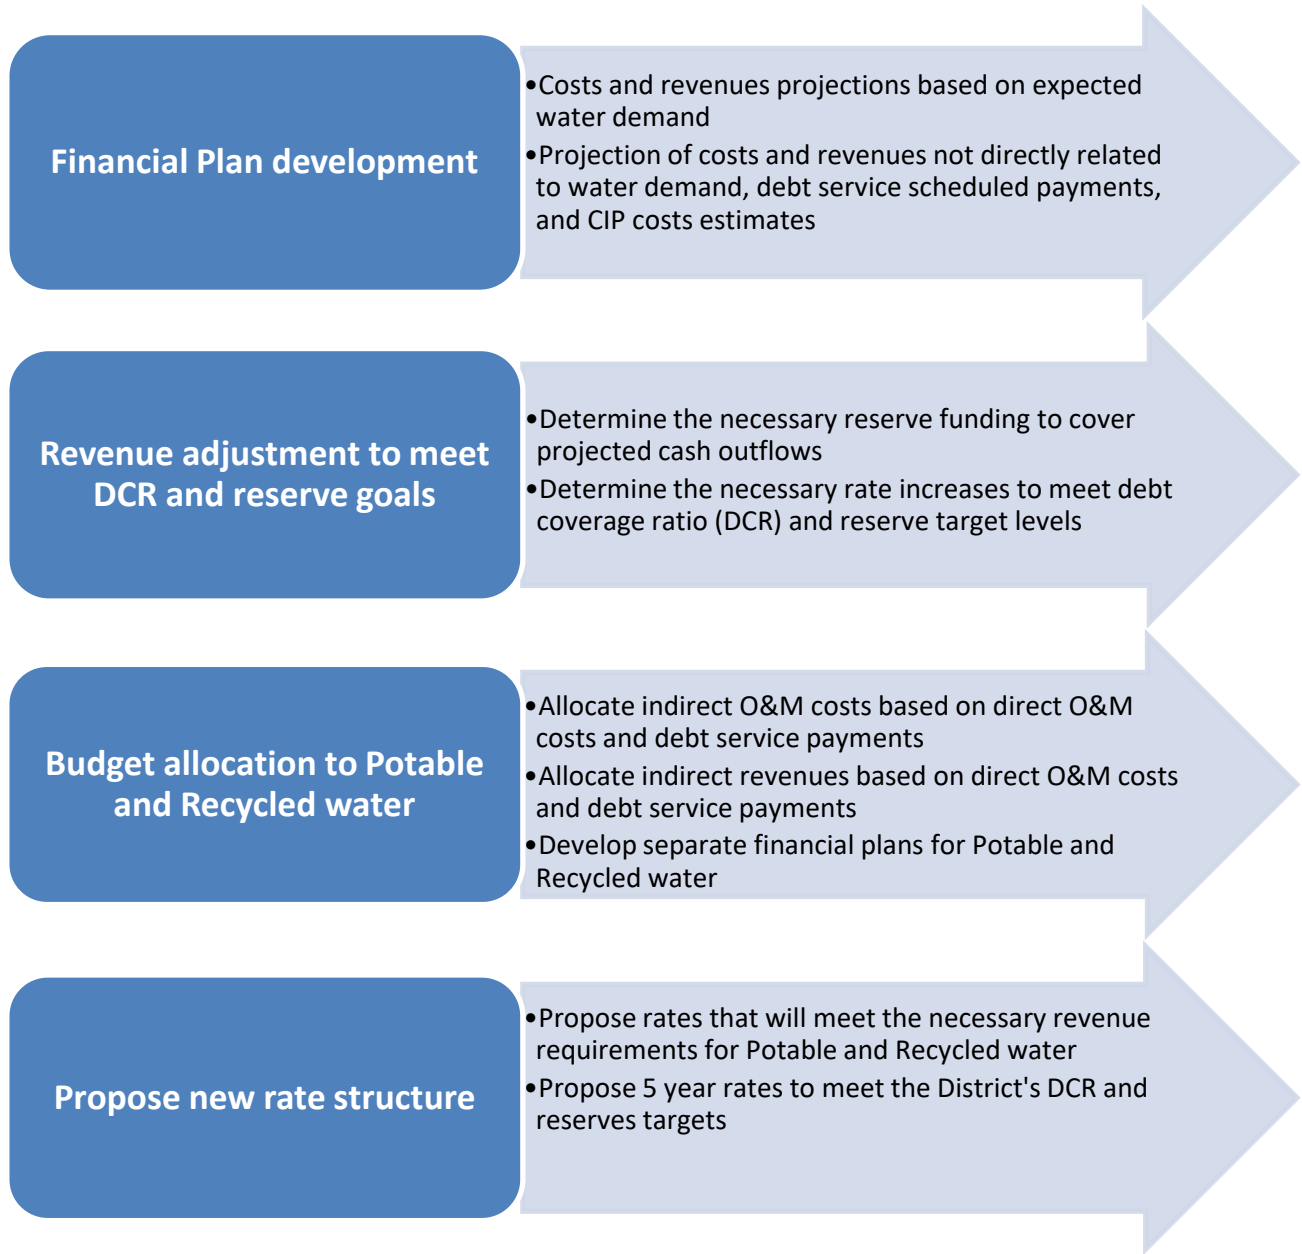 Financial Plan development
•Costs and revenues projections based on expected
water demand
•Projection of costs and revenues not directly related
to water demand, debt service scheduled payments,
and CIP costs estimates
Revenue adjustment to meet
DCR and reserve goals
•Determine the necessary reserve funding to cover
projected cash outflows
•Determine the necessary rate increases to meet debt
coverage ratio (DCR) and reserve target levels
Budget allocation to Potable
and Recycled water
•Allocate indirect O&M costs based on direct O&M
costs and debt service payments
•Allocate indirect revenues based on direct O&M costs
and debt service payments
•Develop separate financial plans for Potable and
Recycled water
Propose new rate structure
•Propose rates that will meet the necessary revenue
requirements for Potable and Recycled water
•Propose 5 year rates to meet the District's DCR and
reserves targets